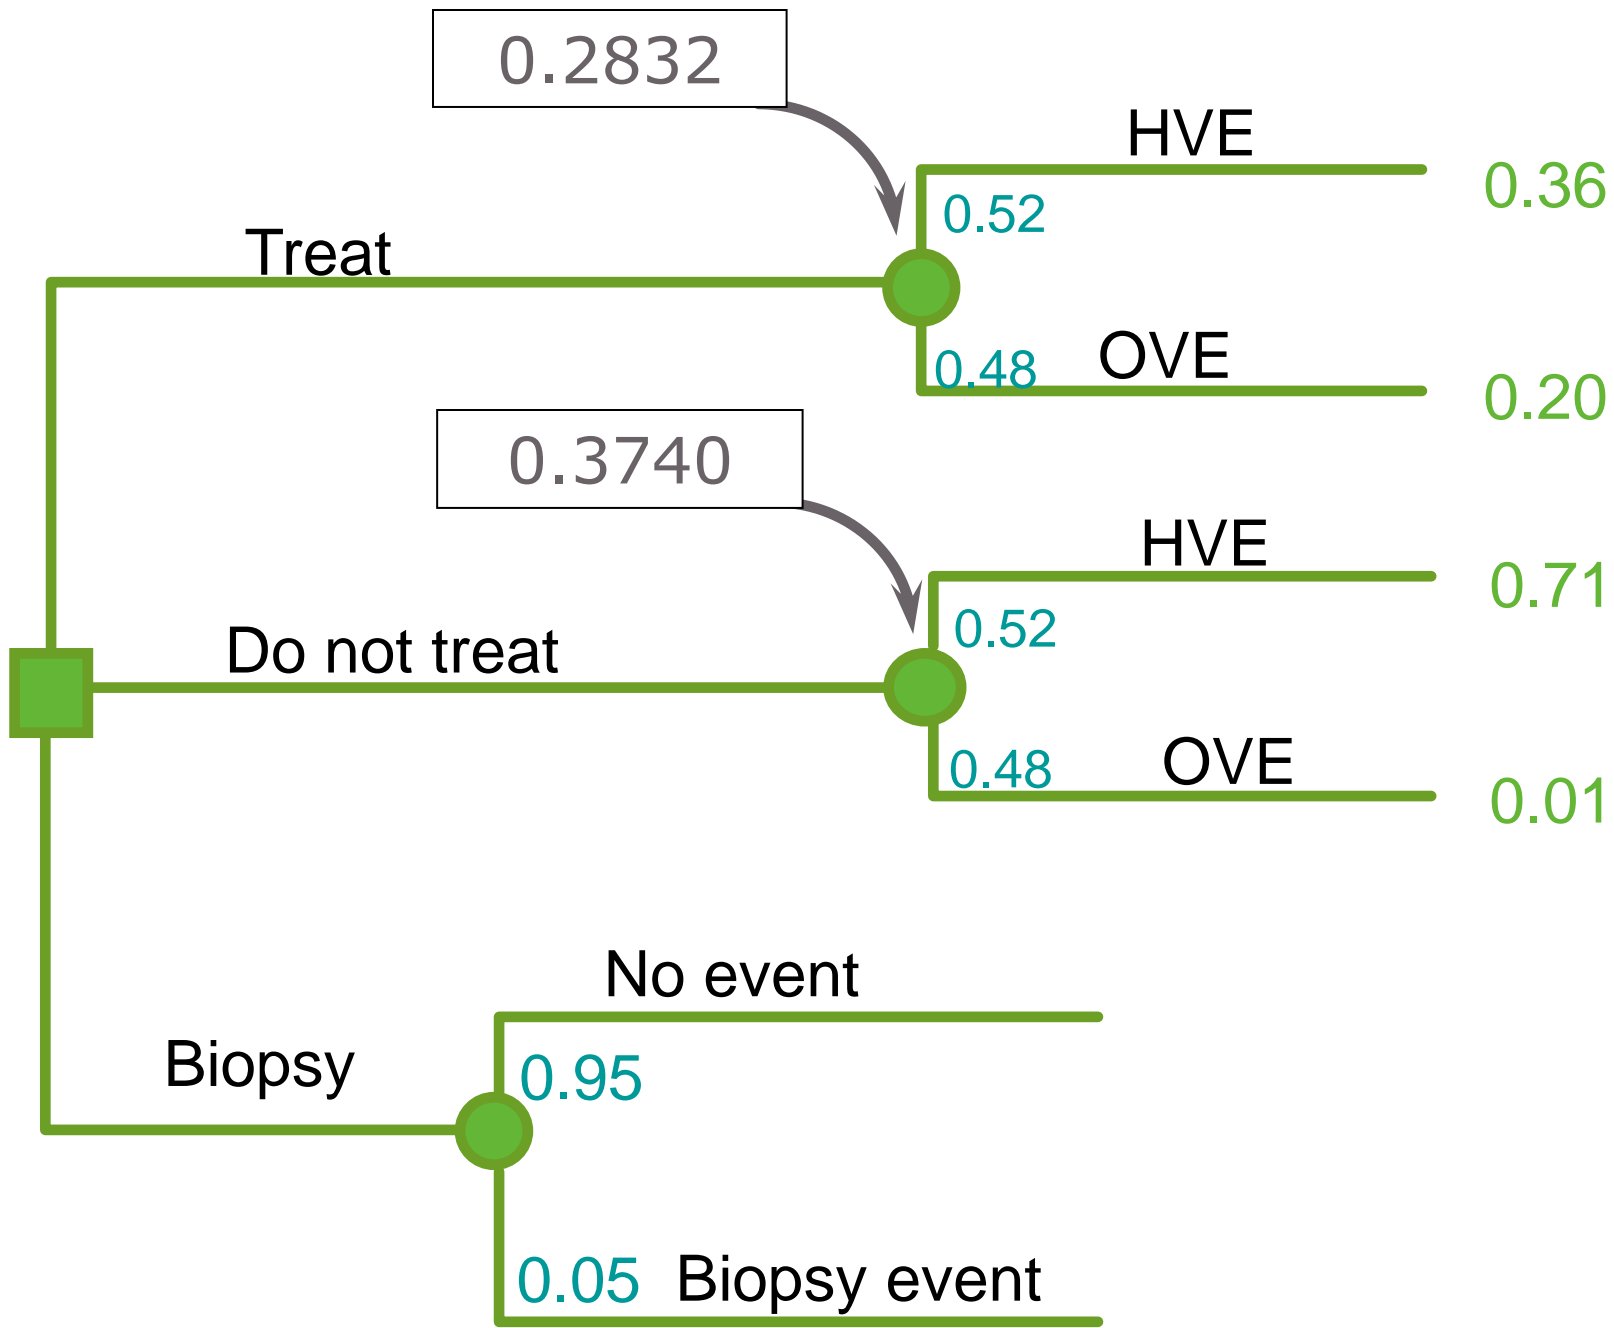 0.2832
HVE
0.36
0.52
Treat
OVE
0.48
0.20
0.3740
HVE
0.71
0.52
Do not treat
OVE
0.48
0.01
No event
Biopsy
0.95
0.05 Biopsy event